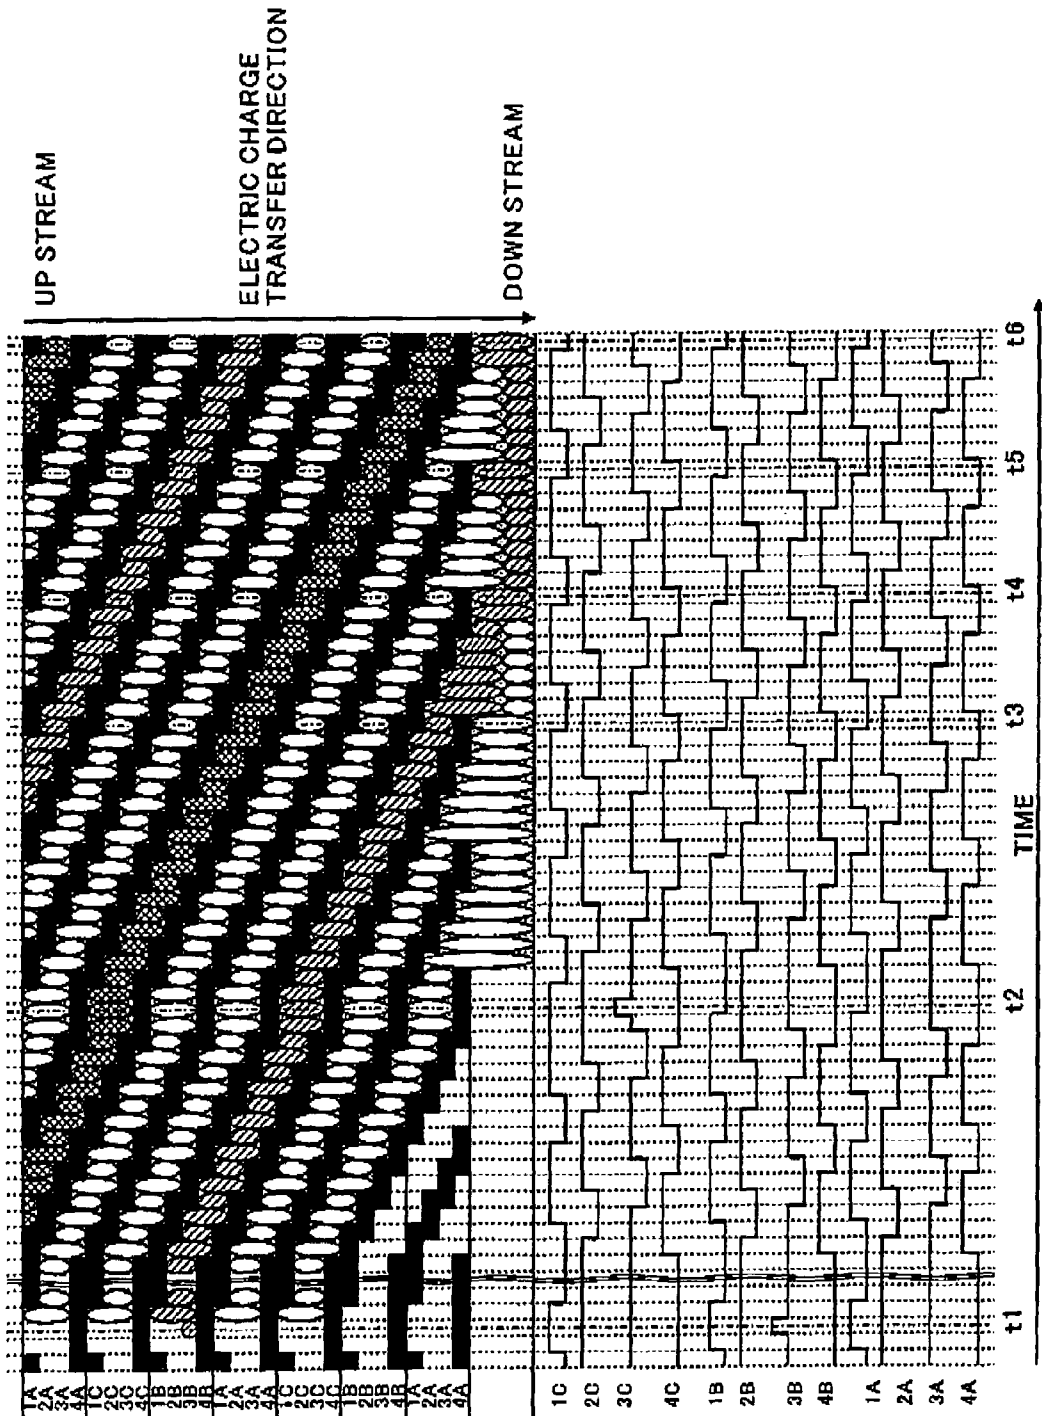 UP STREAM
ELECTRIC CHARGE
TRANSFER DIRECTION
DOWN STREAM
1A
2A
3A
4A
1C
2C
3C
4C
1B
2B
3B
4B
1A
2A
3A
4A
1C
2C
3C
4C
1B
2B
3B
4B
1A
2A
3A
4A
1C
2C
3C
4C
1B
2B
3B
4B
1A
2A
3A
4A
t1
t2
t3
t4
t5
t6
TIME